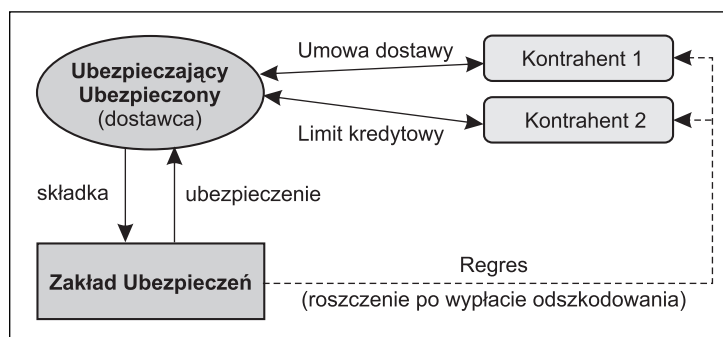 Umowa dostawy
Kontrahent 1
Ubezpieczający
Ubezpieczony
(dostawca)
Kontrahent 2
Limit kredytowy
składka
ubezpieczenie
Zakład Ubezpieczeń
Regres
(roszczenie po wypłacie odszkodowania)